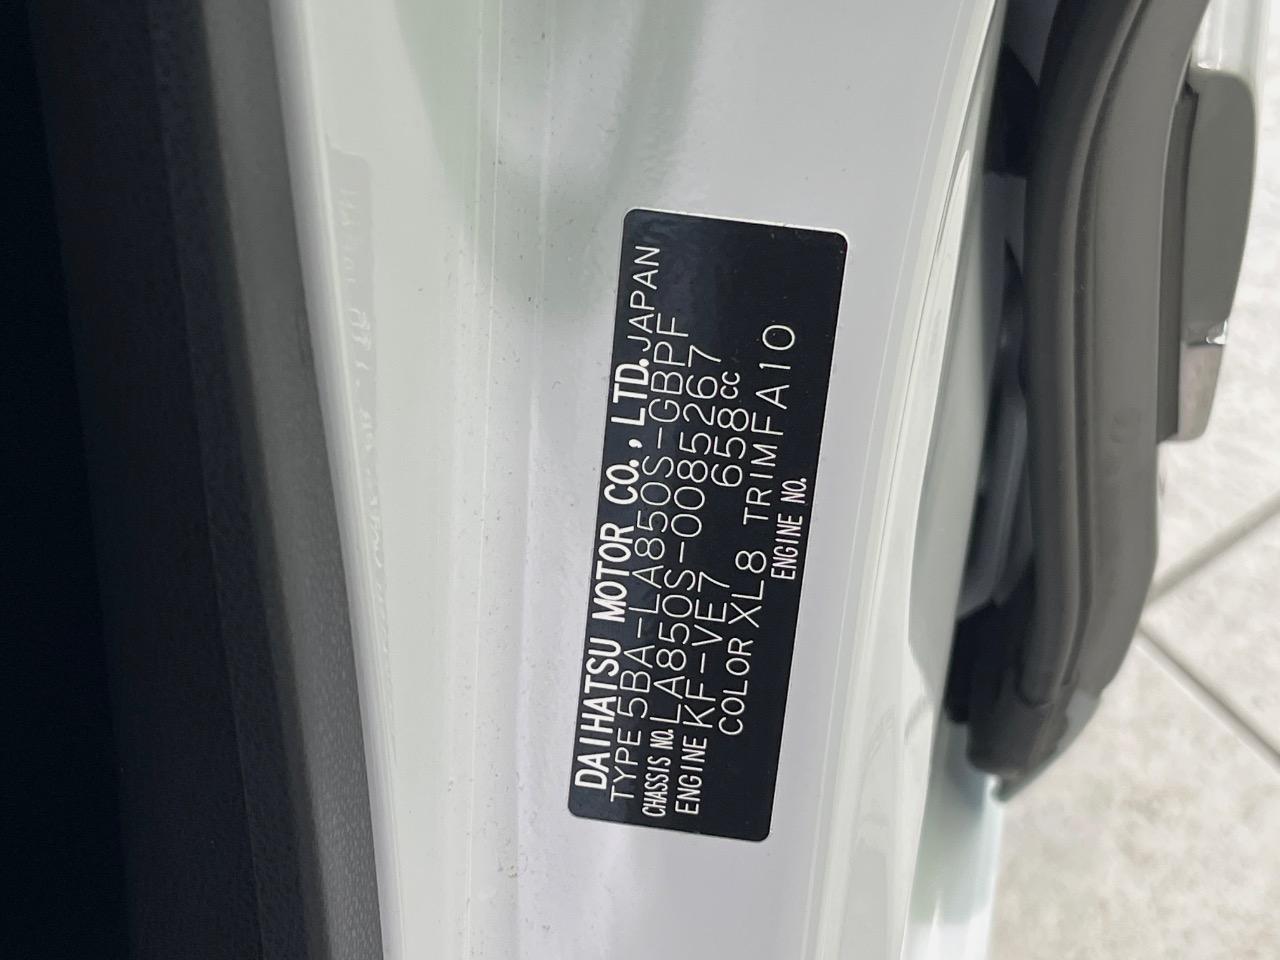 DAIHATSU MOTOR CO., LTD. JAPAN
TYPE 5BA-LA850S-GBPF
CHASSIS NO. LA850S-0085267
ENGINE KF-VE7 658cc
COLOR XL8 TRIM FA10
ENGINE NO.